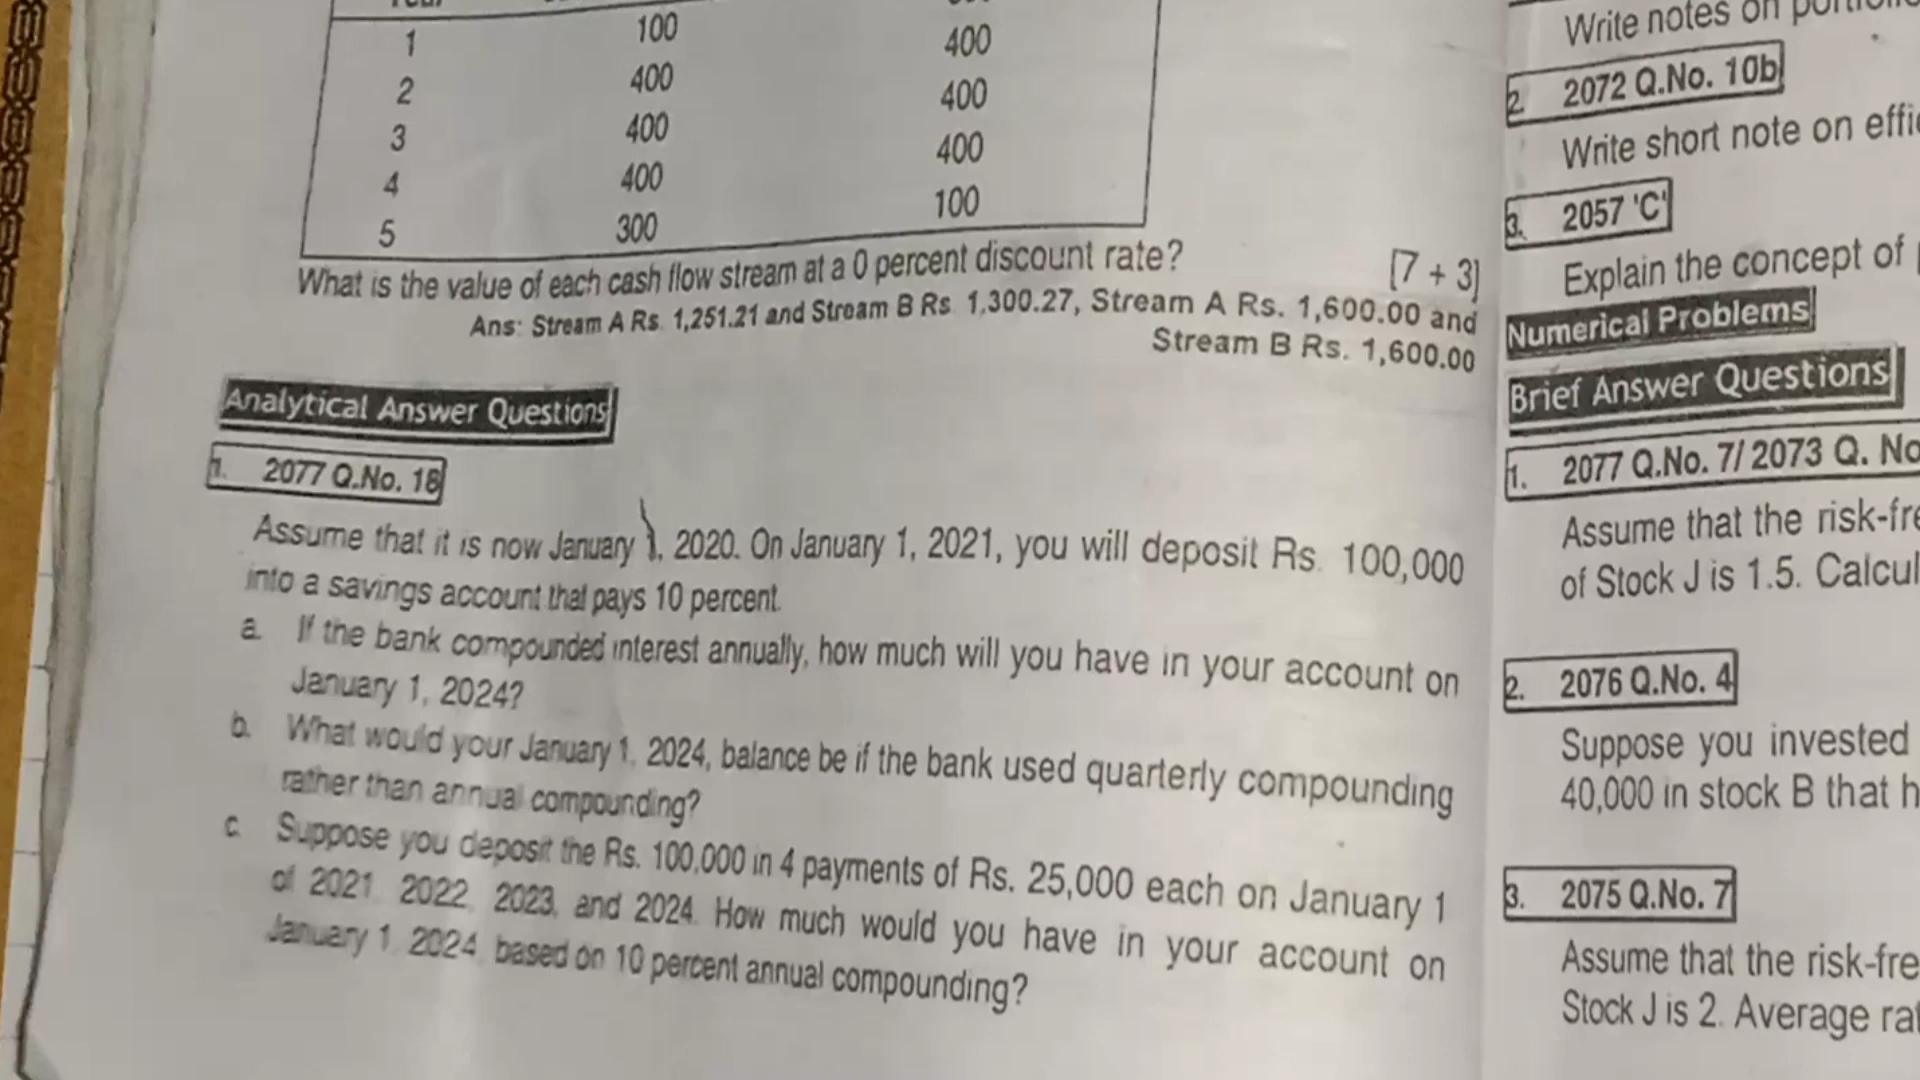 1 100 400
2 400 400
3 400 400
4 400 100
5 300
What is the value of each cash flow stream at a 0 percent discount rate? [7 + 3]
Ans: Stream A Rs. 1,251.21 and Stream B Rs. 1,300.27, Stream A Rs. 1,600.00 and
Stream B Rs. 1,600.00
Analytical Answer Questions
1. 2077 Q.No. 18
Assume that it is now January 1, 2020. On January 1, 2021, you will deposit Rs. 100,000
into a savings account that pays 10 percent.
a. If the bank compounded interest annually, how much will you have in your account on
January 1, 2024?
b. What would your January 1, 2024, balance be if the bank used quarterly compounding
rather than annual compounding?
c. Suppose you deposit the Rs. 100,000 in 4 payments of Rs. 25,000 each on January 1
of 2021, 2022, 2023, and 2024. How much would you have in your account on
January 1, 2024, based on 10 percent annual compounding?
Write notes on
2. 2072 Q.No. 10b
Write short note on
3. 2057 'C'
Explain the concept of
Numerical Problems
Brief Answer Questions
1. 2077 Q.No. 7/ 2073 Q. No
Assume that the risk-fre
of Stock J is 1.5. Calcul
2. 2076 Q.No. 4
Suppose you invested
40,000 in stock B that h
3. 2075 Q.No. 7
Assume that the risk-fre
Stock J is 2. Average ra